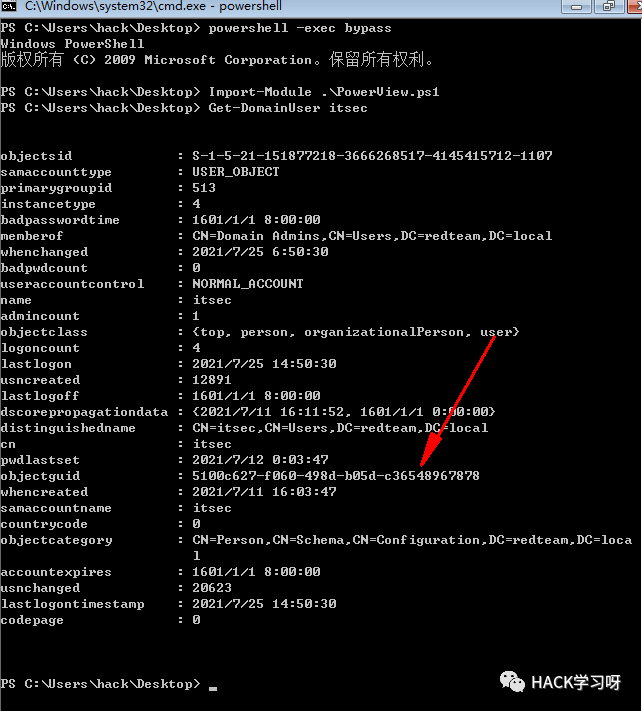 C:\Windows\system32\cmd.exe - powershell
PS C:\Users\hack\Desktop> powershell -exec bypass
Windows PowerShell
版权所有 (C) 2009 Microsoft Corporation。保留所有权利。
PS C:\Users\hack\Desktop> Import-Module .\PowerView.ps1
PS C:\Users\hack\Desktop> Get-DomainUser itsec
objectsid : S-1-5-21-151877218-3666268517-4145415712-1107
samaccounttype : USER_OBJECT
primarygroupid : 513
instancetype : 4
badpasswordtime : 1601/1/1 8:00:00
memberof : CN=Domain Admins,CN=Users,DC=redteam,DC=local
whenchanged : 2021/7/25 6:50:30
badpwdcount : 0
useraccountcontrol : NORMAL_ACCOUNT
name : itsec
admincount : 1
objectclass : {top, person, organizationalPerson, user}
logoncount : 4
lastlogon : 2021/7/25 14:50:30
usncreated : 12891
lastlogoff : 1601/1/1 8:00:00
dscorepropagationdata : {2021/7/11 16:11:52, 1601/1/1 0:00:00}
distinguishedname : CN=itsec,CN=Users,DC=redteam,DC=local
cn : itsec
pwdlastset : 2021/7/12 0:03:47
objectguid : 5100c627-f060-498d-b05d-c36548967878
whencreated : 2021/7/11 16:03:47
samaccountname : itsec
countrycode : 0
objectcategory : CN=Person,CN=Schema,CN=Configuration,DC=redteam,DC=loca
l
accountexpires : 1601/1/1 8:00:00
usnchanged : 20623
lastlogontimestamp : 2021/7/25 14:50:30
codepage : 0
PS C:\Users\hack\Desktop> _
HACK学习呀